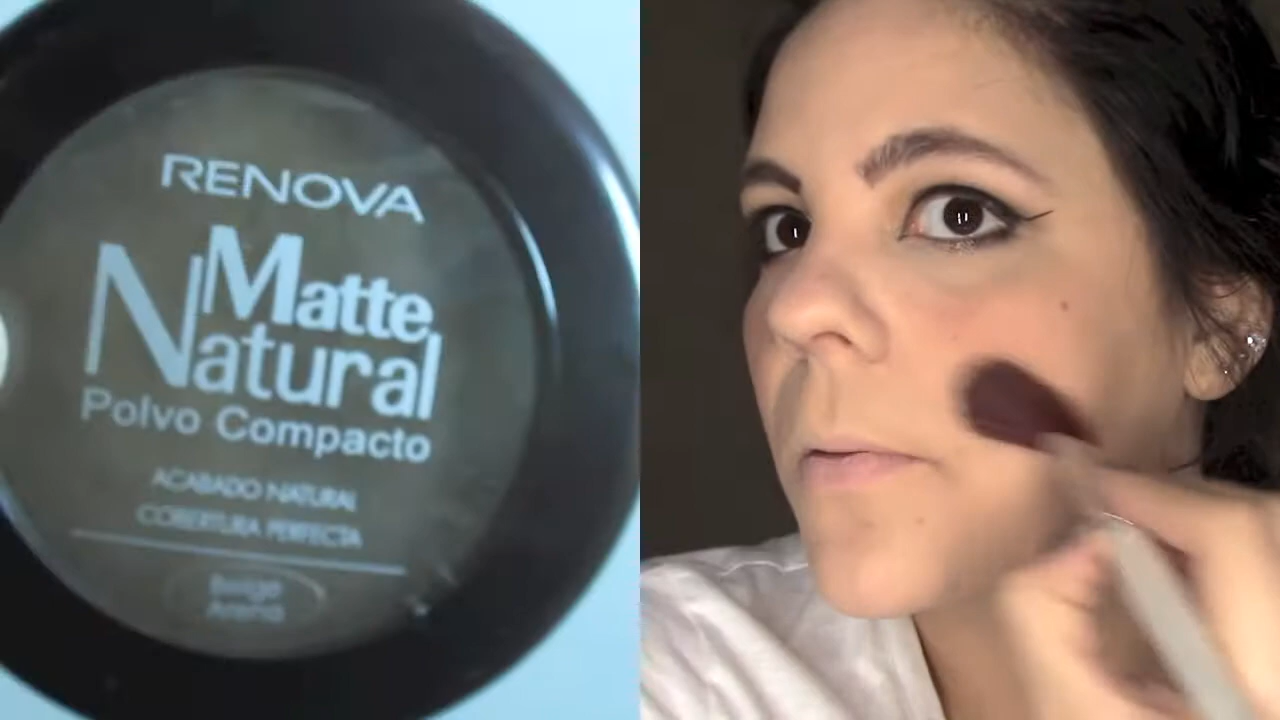 RENOVA
Matte
Natural
Polvo Compacto
ACABADO NATURAL
COBERTURA PERFECTA
Beige
Arena